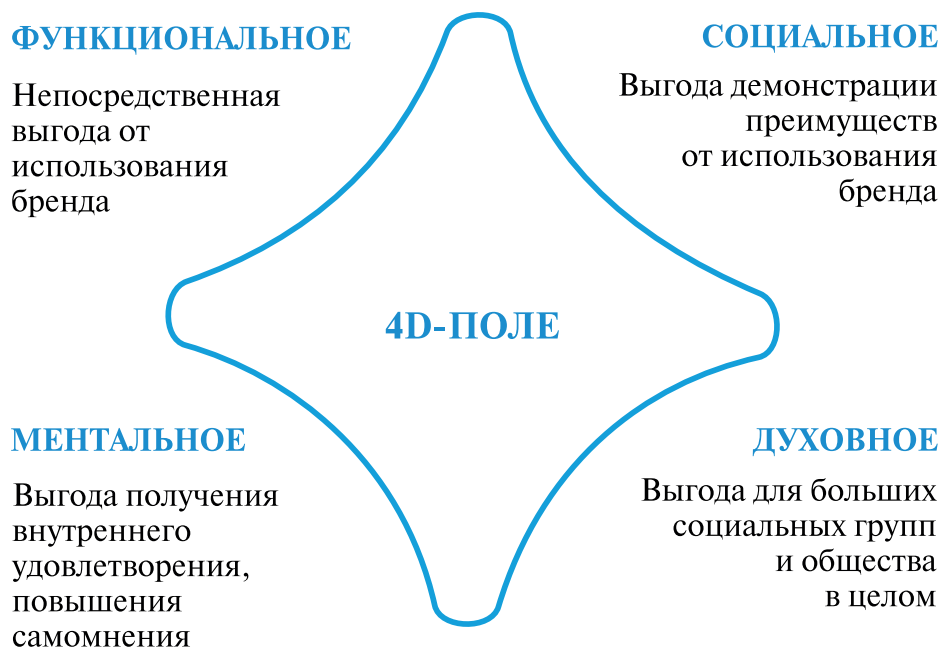 ФУНКЦИОНАЛЬНОЕ
Непосредственная
выгода от
использования
бренда
СОЦИАЛЬНОЕ
Выгода демонстрации
преимуществ
от использования
бренда
4D-ПОЛЕ
МЕНТАЛЬНОЕ
Выгода получения
внутреннего
удовлетворения,
повышения
самомнения
ДУХОВНОЕ
Выгода для больших
социальных групп
и общества
в целом